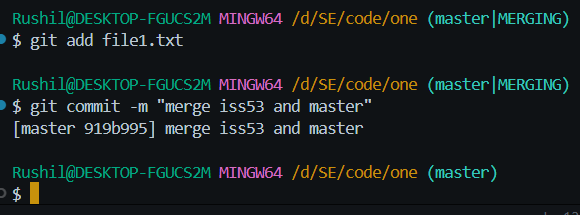 Rushil@DESKTOP-FGUCS2M MINGW64 /d/SE/code/one (master|MERGING)
$ git add file1.txt
Rushil@DESKTOP-FGUCS2M MINGW64 /d/SE/code/one (master|MERGING)
$ git commit -m "merge iss53 and master"
[master 919b995] merge iss53 and master
Rushil@DESKTOP-FGUCS2M MINGW64 /d/SE/code/one (master)
$